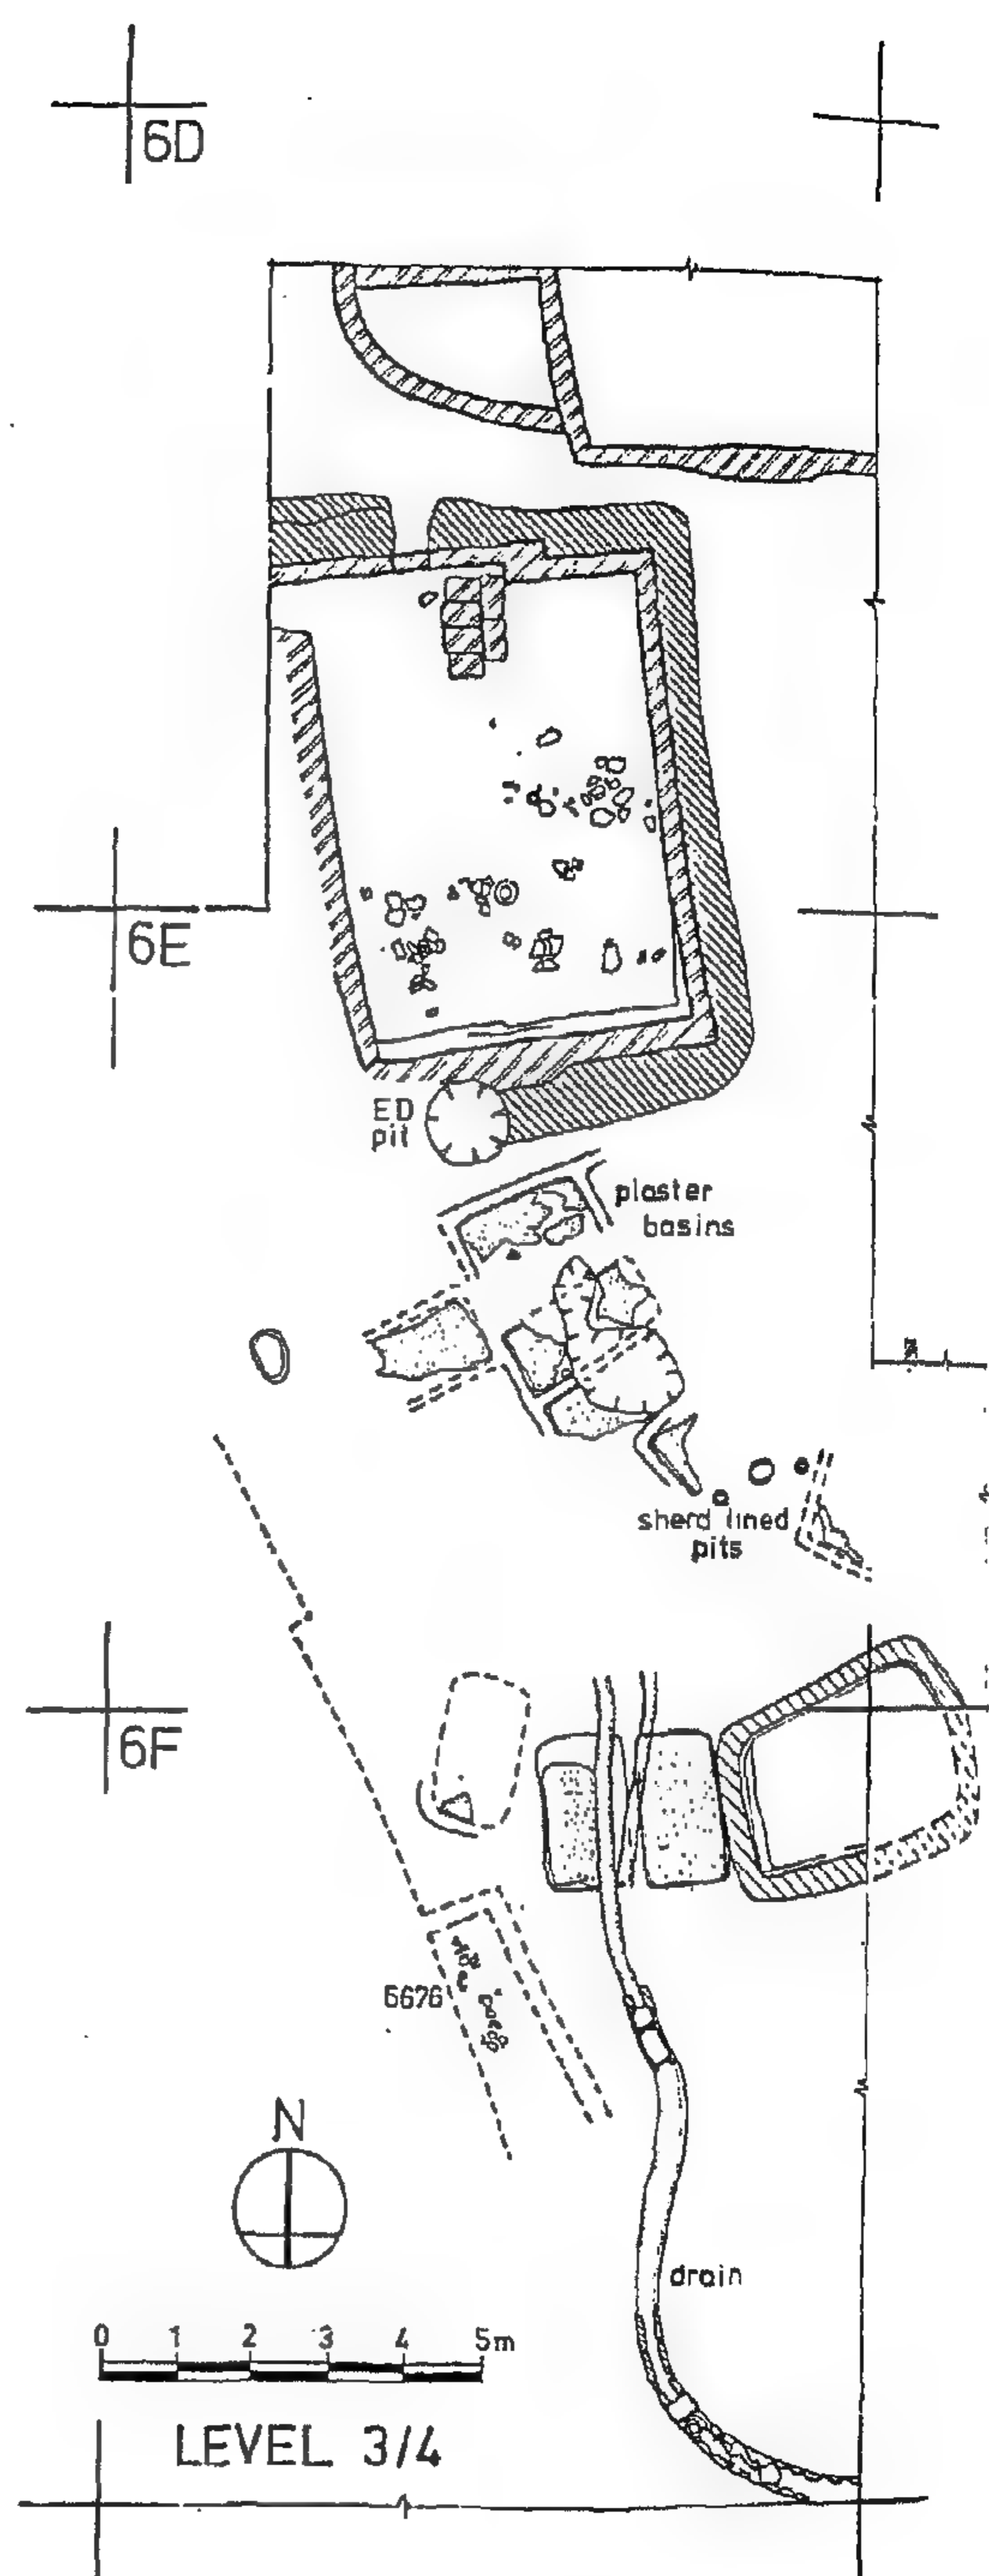 6D
6E
ED
pit
plaster
basins
sherd lined
pits
6F
6676
N
drain
0 1 2 3 4 5m
LEVEL 3/4